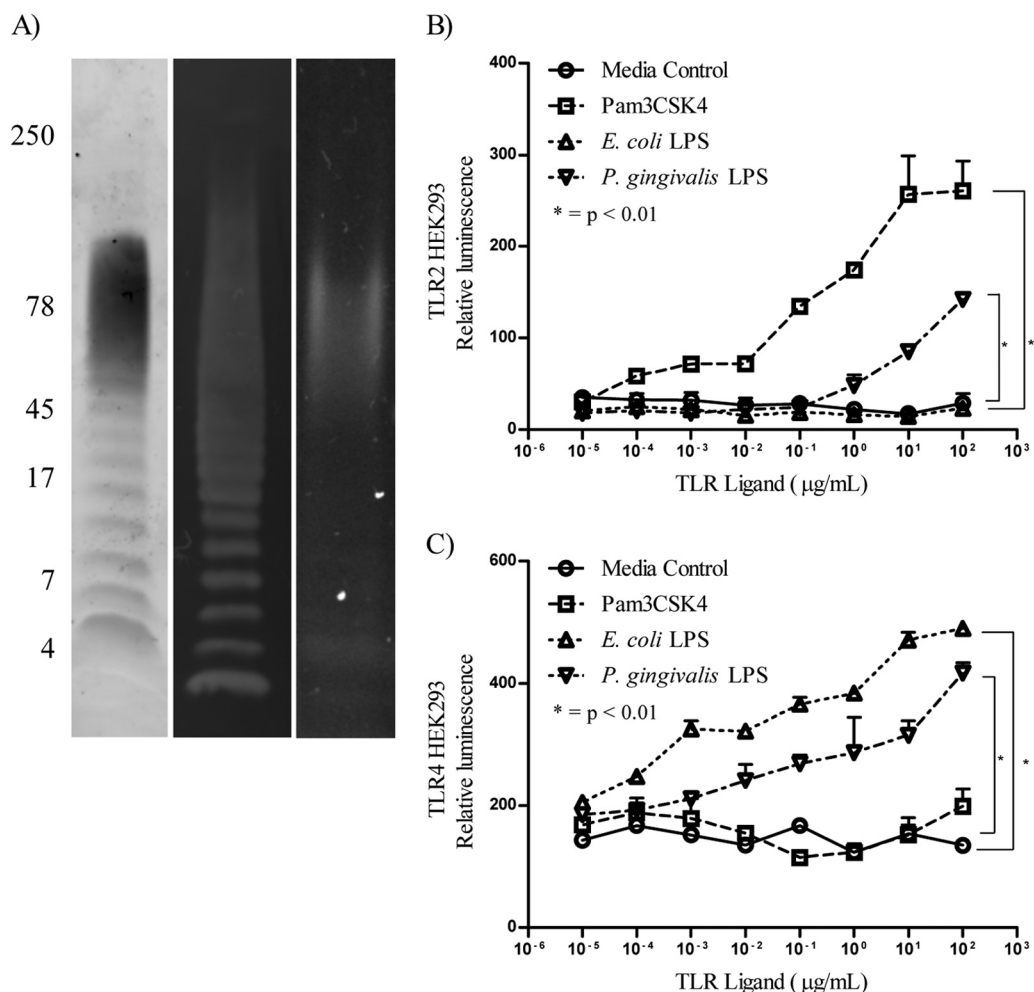 A)
250
78
45
17
7
4
B)
TLR2 HEK293
Relative luminescence
400
300
200
100
0
Media Control
Pam3CSK4
E. coli LPS
P. gingivalis LPS
* = p < 0.01
*
*
10-6 10-5 10-4 10-3 10-2 10-1 100 101 102 103
TLR Ligand ( μg/mL)
C)
TLR4 HEK293
Relative luminescence
600
400
200
0
Media Control
Pam3CSK4
E. coli LPS
P. gingivalis LPS
* = p < 0.01
*
*
10-6 10-5 10-4 10-3 10-2 10-1 100 101 102 103
TLR Ligand ( μg/mL)